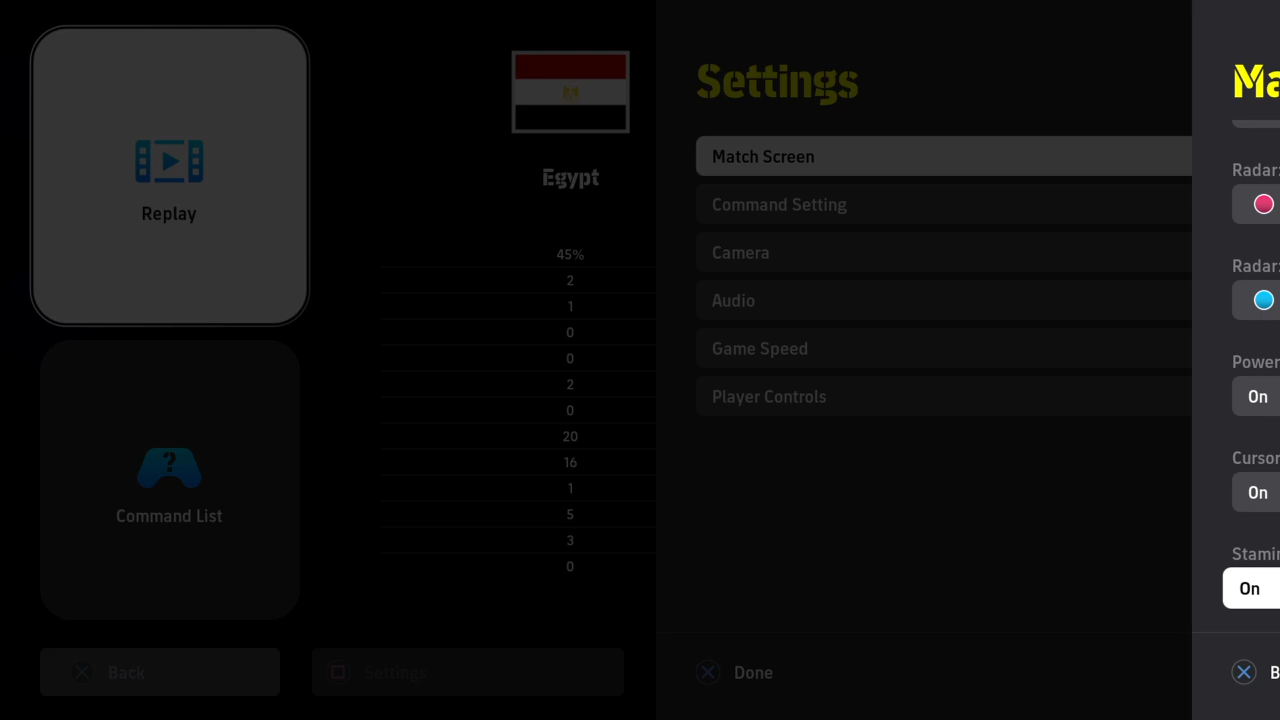 Replay
?
Command List
Back
Settings
Egypt
45%
2
1
0
0
2
0
20
16
1
5
3
0
Settings
Match Screen
Command Setting
Camera
Audio
Game Speed
Player Controls
Done
Ma
Radar:
Radar:
Power
On
Cursor
On
Stamin
On
B